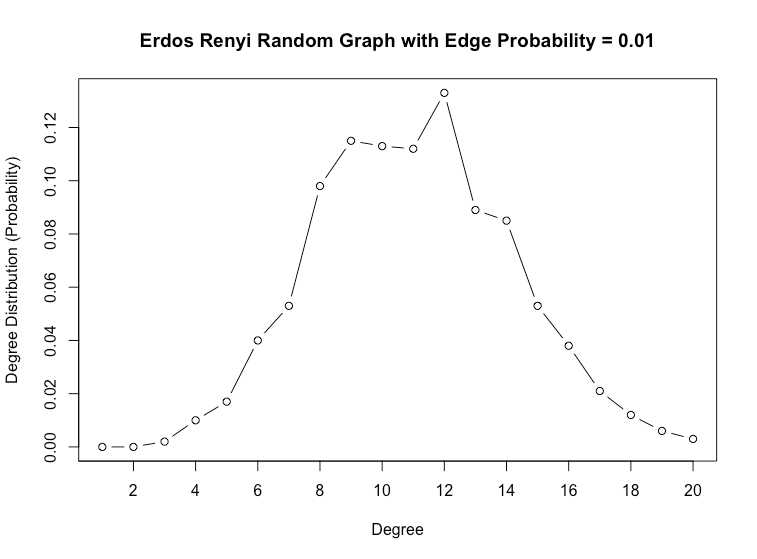 Erdos Renyi Random Graph with Edge Probability = 0.01
Degree Distribution (Probability)
0.12
0.10
0.08
0.06
0.04
0.02
0.00
2 4 6 8 10 12 14 16 18 20
Degree